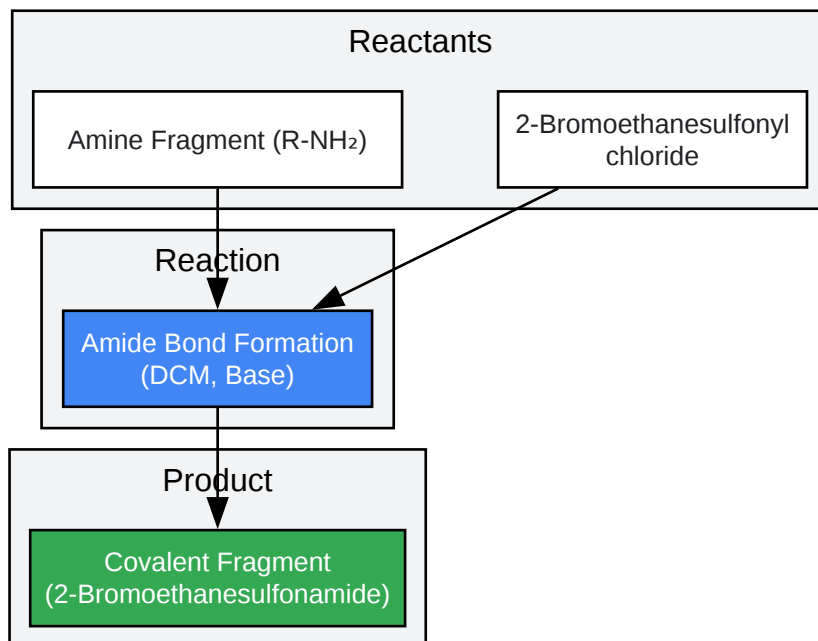 Reactants
Amine Fragment (R-NH₂)
2-Bromoethanesulfonyl
chloride
Reaction
Amide Bond Formation
(DCM, Base)
Product
Covalent Fragment
(2-Bromoethanesulfonamide)